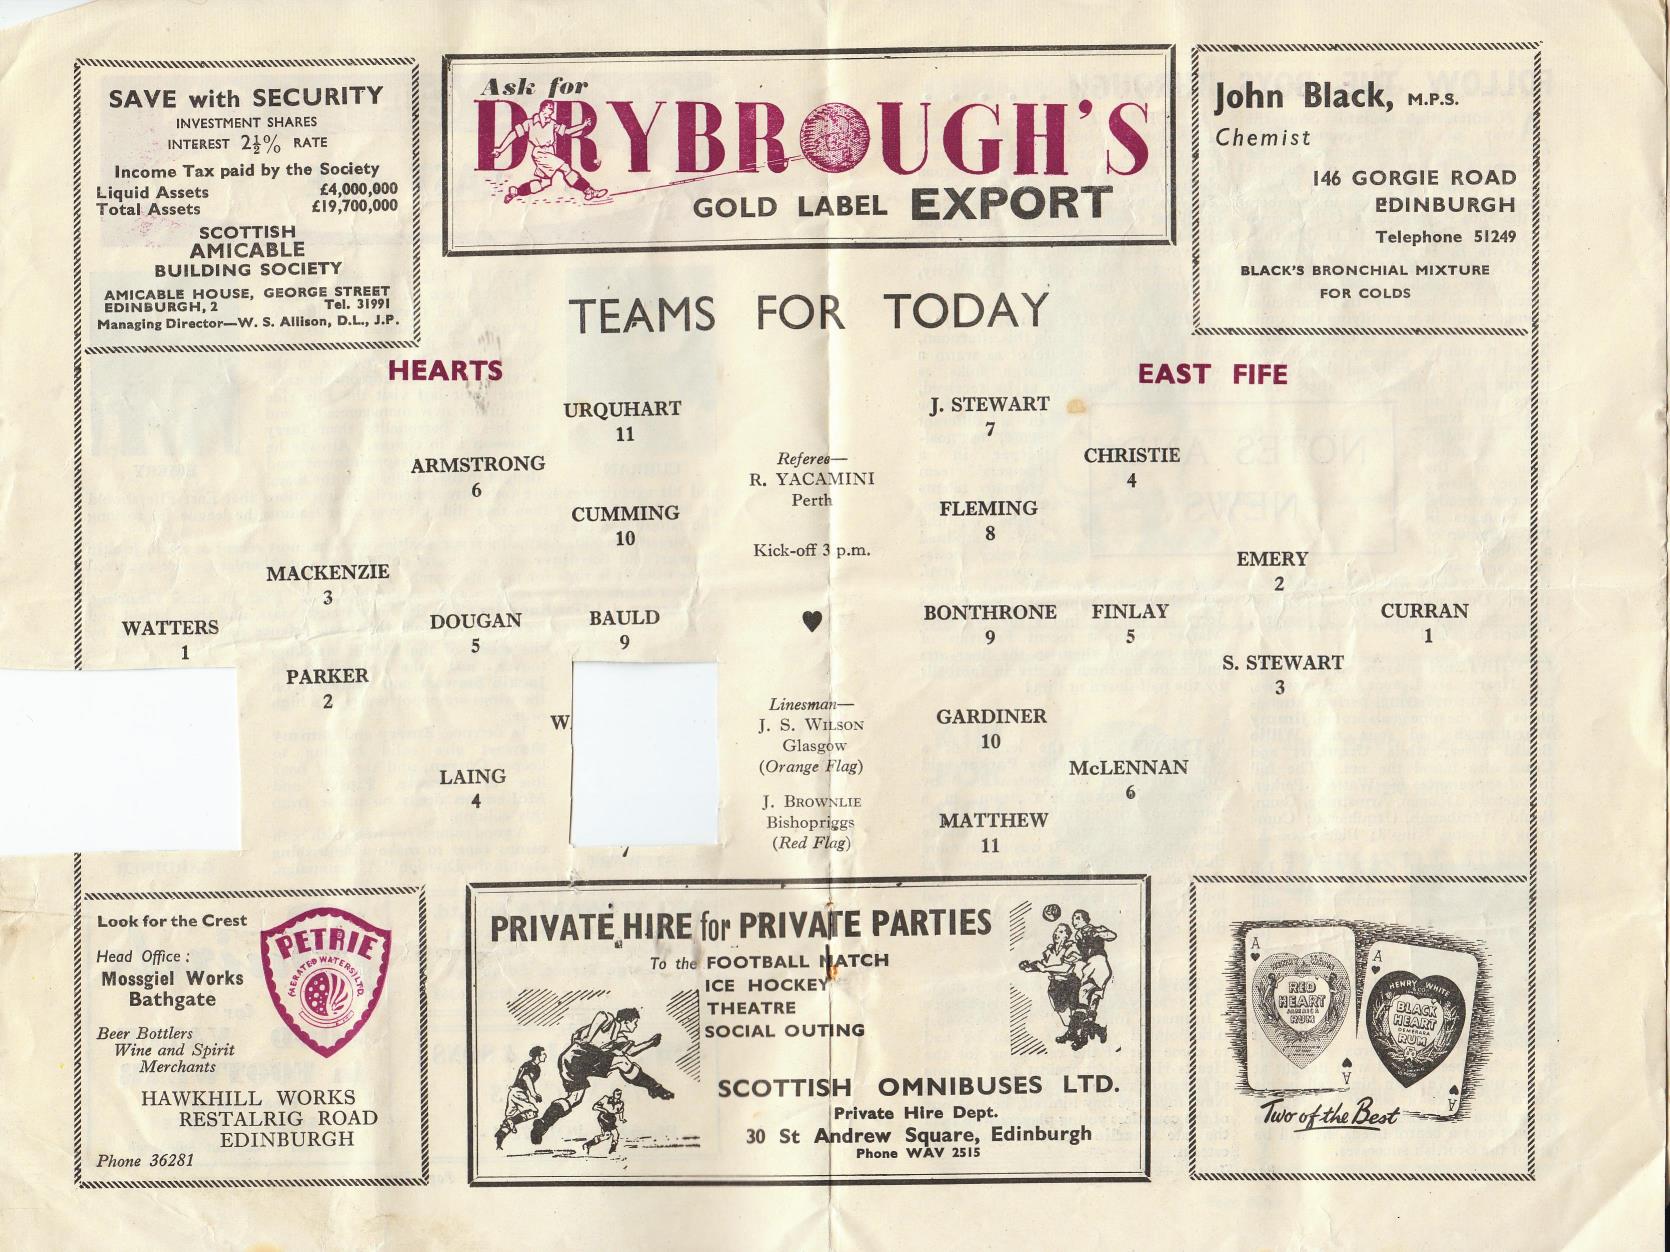 SAVE with SECURITY
INVESTMENT SHARES
INTEREST 2½% RATE
Income Tax paid by the Society
Liquid Assets £4,000,000
Total Assets £19,700,000
SCOTTISH
AMICABLE
BUILDING SOCIETY
AMICABLE HOUSE, GEORGE STREET
EDINBURGH, 2 Tel. 31991
Managing Director—W. S. Allison, D.L., J.P.
Ask for
DRYBROUGH'S
GOLD LABEL EXPORT
John Black, M.P.S.
Chemist
146 GORGIE ROAD
EDINBURGH
Telephone 51249
BLACK'S BRONCHIAL MIXTURE
FOR COLDS
TEAMS FOR TODAY
HEARTS
URQUHART
11
ARMSTRONG
6
CUMMING
10
MACKENZIE
3
WATTERS
1
DOUGAN
5
BAULD
9
PARKER
2
W
LAING
4
7
Referee—
R. YACAMINI
Perth
Kick-off 3 p.m.
Linesman—
J. S. WILSON
Glasgow
(Orange Flag)
J. BROWNLIE
Bishopriggs
(Red Flag)
EAST FIFE
J. STEWART
7
CHRISTIE
4
FLEMING
8
EMERY
2
BONTHRONE
9
FINLAY
5
CURRAN
1
S. STEWART
3
GARDINER
10
McLENNAN
6
MATTHEW
11
Look for the Crest
Head Office :
Mossgiel Works
Bathgate
Beer Bottlers
Wine and Spirit
Merchants
HAWKHILL WORKS
RESTALRIG ROAD
EDINBURGH
Phone 36281
PETRIE
AERATED WATERS LTD.
PRIVATE HIRE for PRIVATE PARTIES
To the FOOTBALL MATCH
ICE HOCKEY
THEATRE
SOCIAL OUTING
SCOTTISH OMNIBUSES LTD.
Private Hire Dept.
30 St Andrew Square, Edinburgh
Phone WAV 2515
A
RED
HEART
JAMAICA
RUM
A
A
HENRY WHITE
BLACK
HEART
DEMERARA
RUM
A
Two of the Best